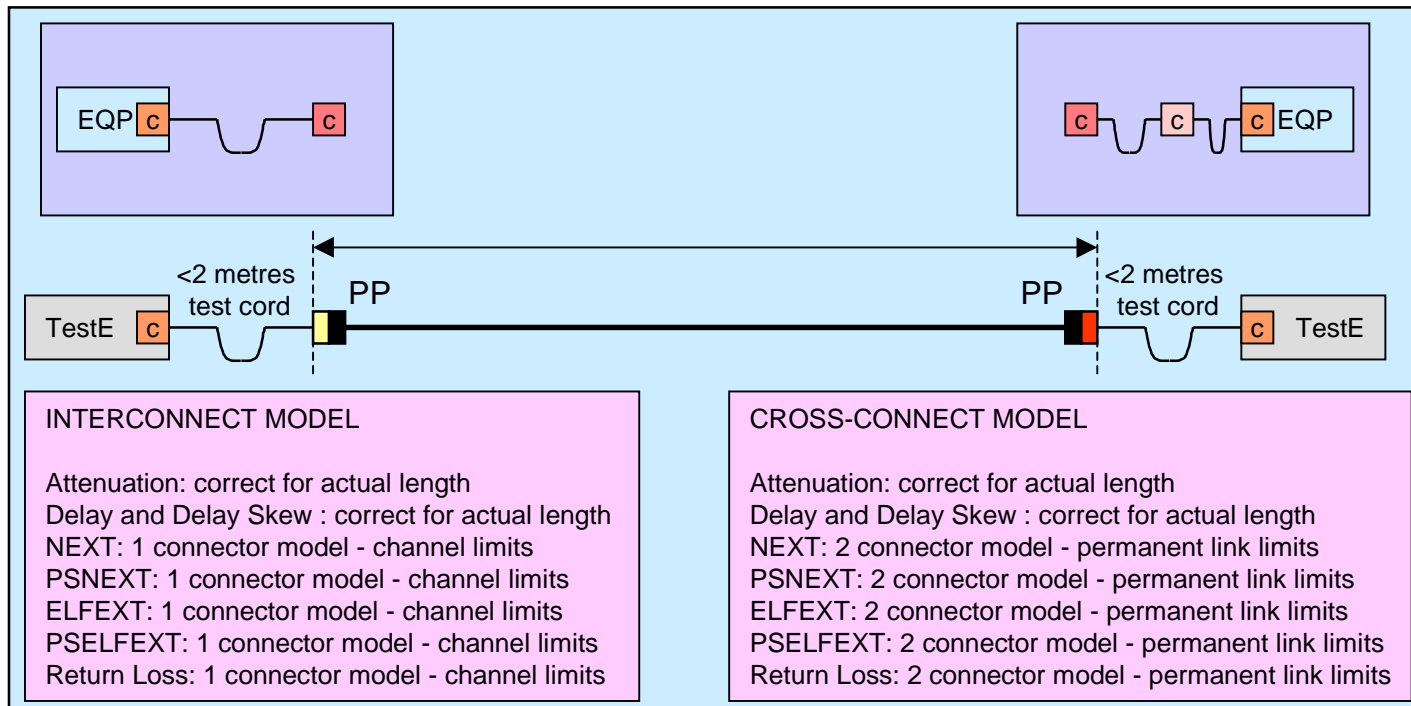 EQP c c
c c c EQP
<2 metres
test cord
PP
PP
<2 metres
test cord
TestE c
c TestE
INTERCONNECT MODEL
Attenuation: correct for actual length
Delay and Delay Skew : correct for actual length
NEXT: 1 connector model - channel limits
PSNEXT: 1 connector model - channel limits
ELFEXT: 1 connector model - channel limits
PSELFEXT: 1 connector model - channel limits
Return Loss: 1 connector model - channel limits
CROSS-CONNECT MODEL
Attenuation: correct for actual length
Delay and Delay Skew : correct for actual length
NEXT: 2 connector model - permanent link limits
PSNEXT: 2 connector model - permanent link limits
ELFEXT: 2 connector model - permanent link limits
PSELFEXT: 2 connector model - permanent link limits
Return Loss: 2 connector model - permanent link limits